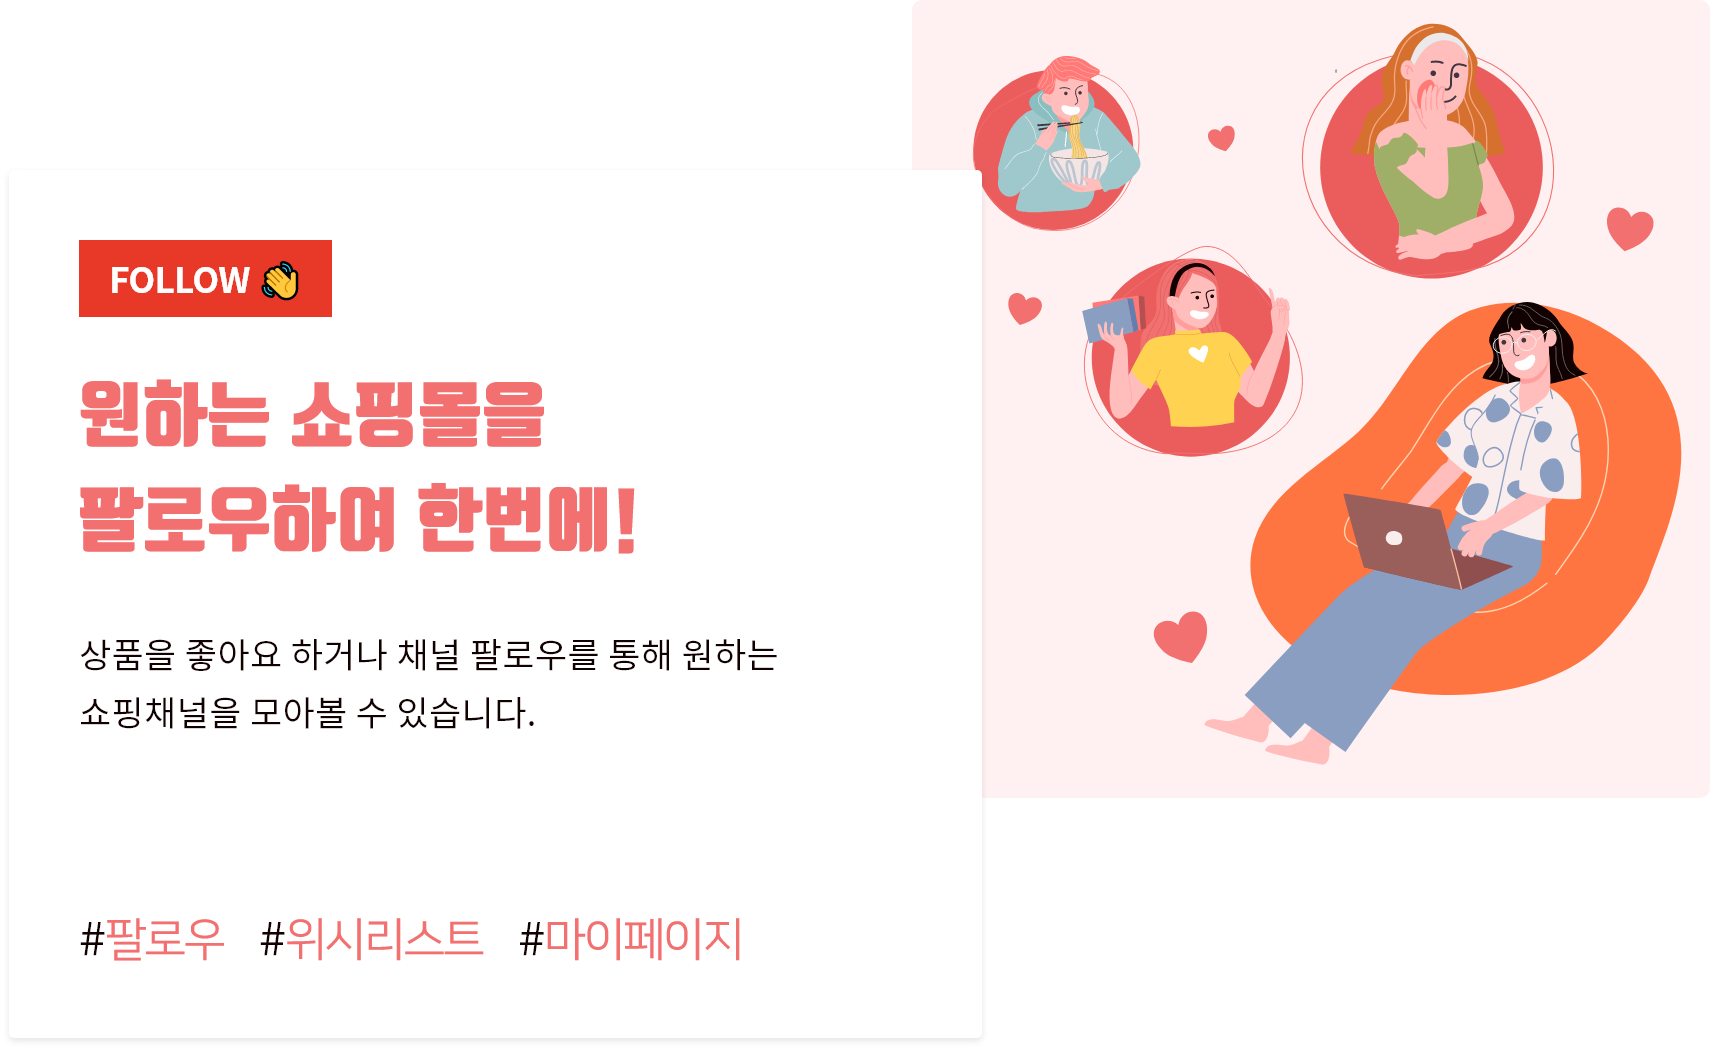 FOLLOW 👋
원하는 쇼핑몰을
팔로우하여 한번에!
상품을 좋아요 하거나 채널 팔로우를 통해 원하는
쇼핑채널을 모아볼 수 있습니다.
#팔로우 #위시리스트 #마이페이지